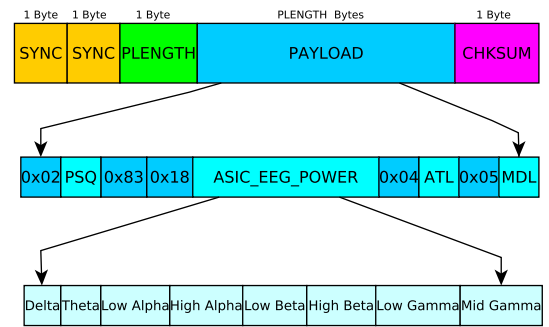 1 Byte 1 Byte 1 Byte PLENGTH Bytes 1 Byte
SYNC SYNC PLENGTH PAYLOAD CHKSUM
0x02 PSQ 0x83 0x18 ASIC_EEG_POWER 0x04 ATL 0x05 MDL
Delta Theta Low Alpha High Alpha Low Beta High Beta Low Gamma Mid Gamma